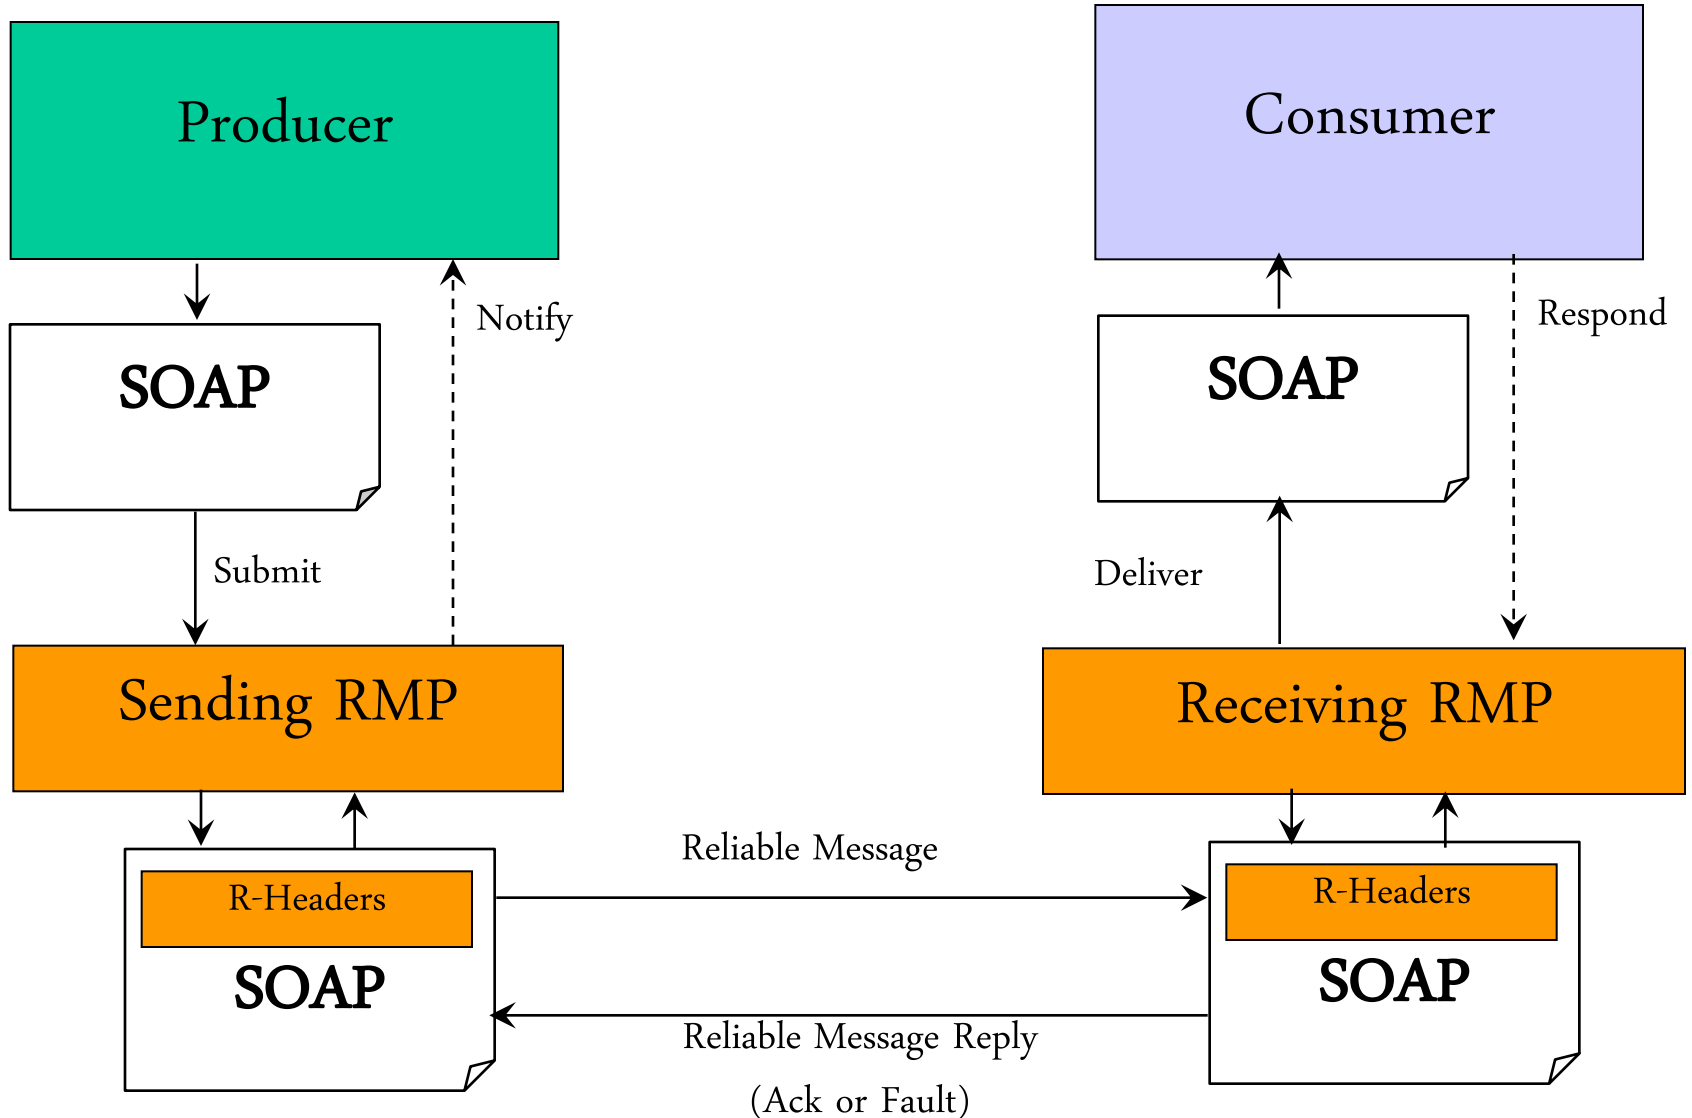 Producer
Consumer
Notify
Respond
SOAP
SOAP
Submit
Deliver
Sending RMP
Receiving RMP
Reliable Message
R-Headers
R-Headers
SOAP
SOAP
Reliable Message Reply
(Ack or Fault)